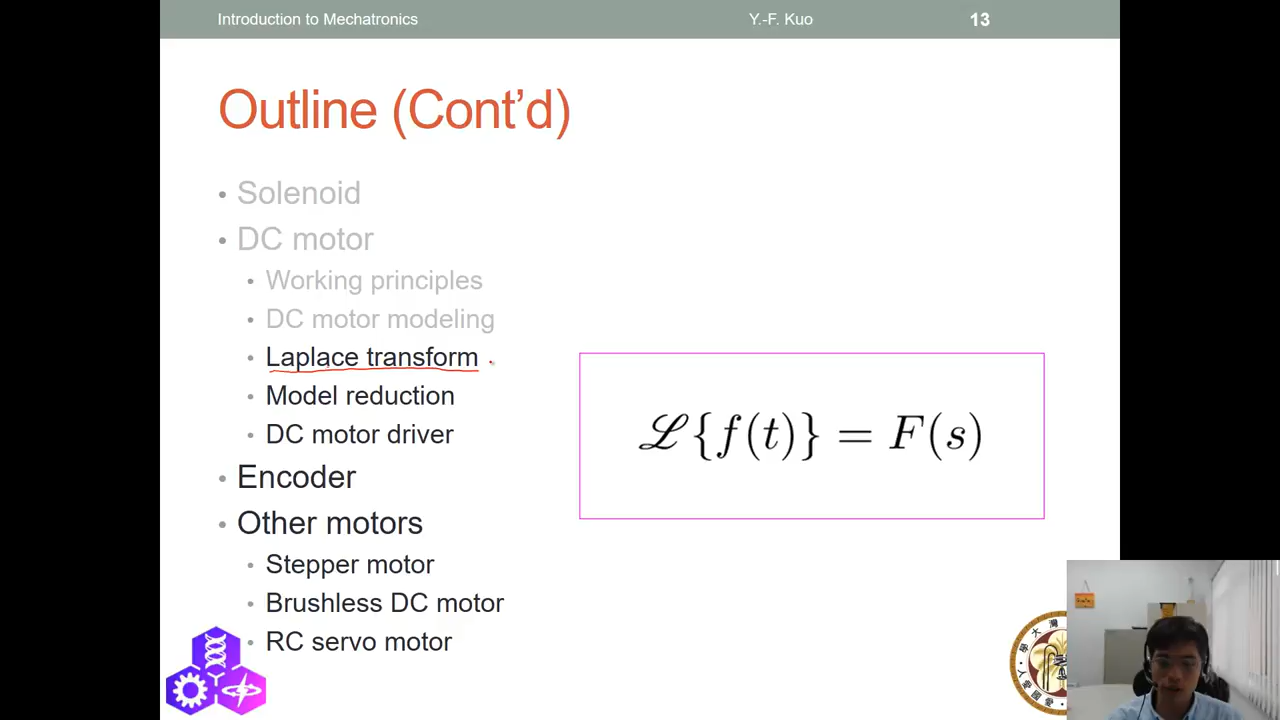 Introduction to Mechatronics Y.-F. Kuo 13
Outline (Cont'd)
• Solenoid
• DC motor
• Working principles
• DC motor modeling
• Laplace transform
• Model reduction
• DC motor driver
ℒ{f(t)} = F(s)
• Encoder
• Other motors
• Stepper motor
• Brushless DC motor
• RC servo motor